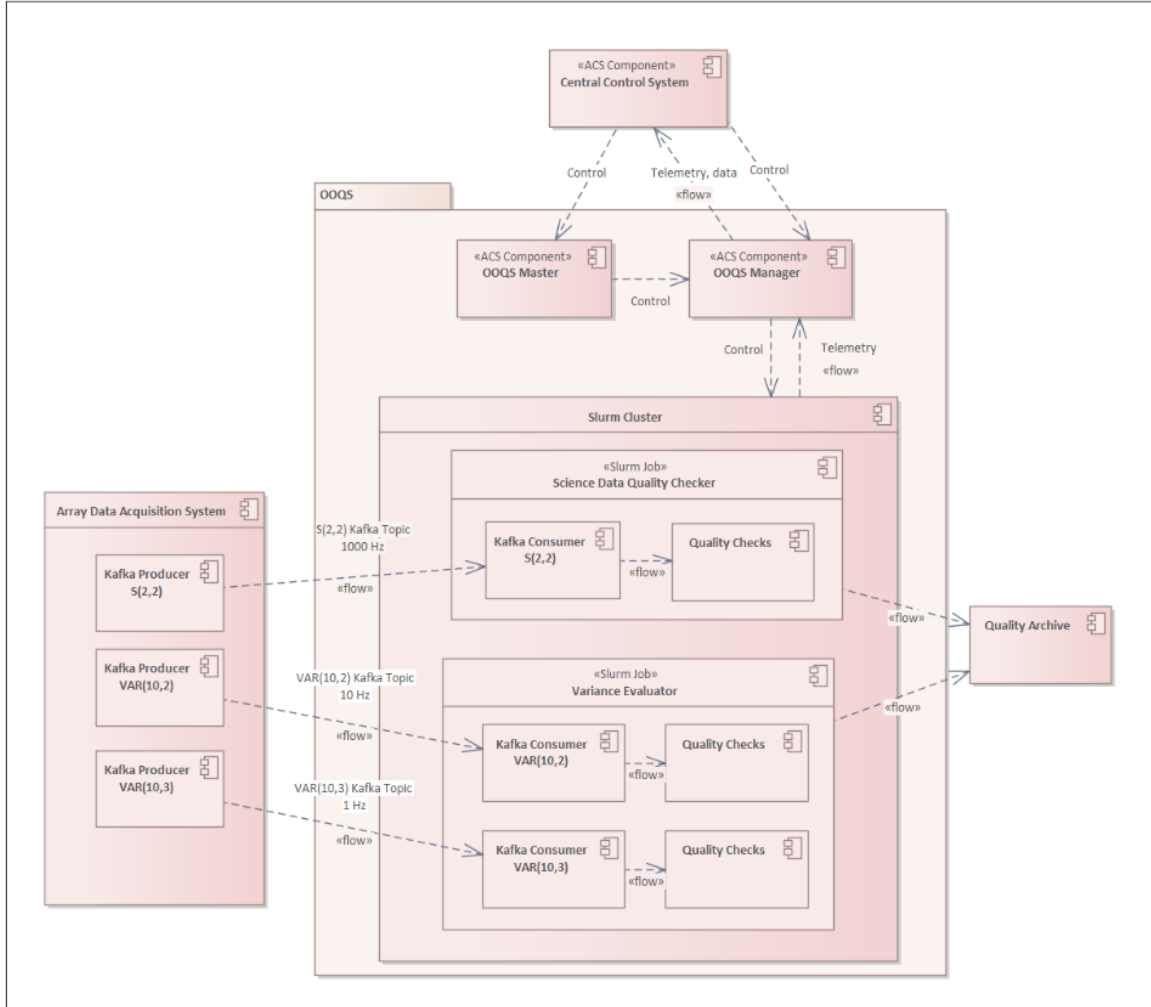 «ACS Component»
Central Control System
Control
Telemetry, data
«flow»
Control
OOQS
«ACS Component»
OOQS Master
Control
«ACS Component»
OOQS Manager
Control
Telemetry
«flow»
Slurm Cluster
«Slurm Job»
Science Data Quality Checker
Kafka Consumer
S(2,2)
«flow»
Quality Checks
Array Data Acquisition System
Kafka Producer
S(2,2)
S(2,2) Kafka Topic
1000 Hz
«flow»
Kafka Producer
VAR(10,2)
VAR(10,2) Kafka Topic
10 Hz
«flow»
Kafka Producer
VAR(10,3)
VAR(10,3) Kafka Topic
1 Hz
«flow»
«Slurm Job»
Variance Evaluator
Kafka Consumer
VAR(10,2)
«flow»
Quality Checks
Kafka Consumer
VAR(10,3)
«flow»
Quality Checks
«flow»
Quality Archive
«flow»